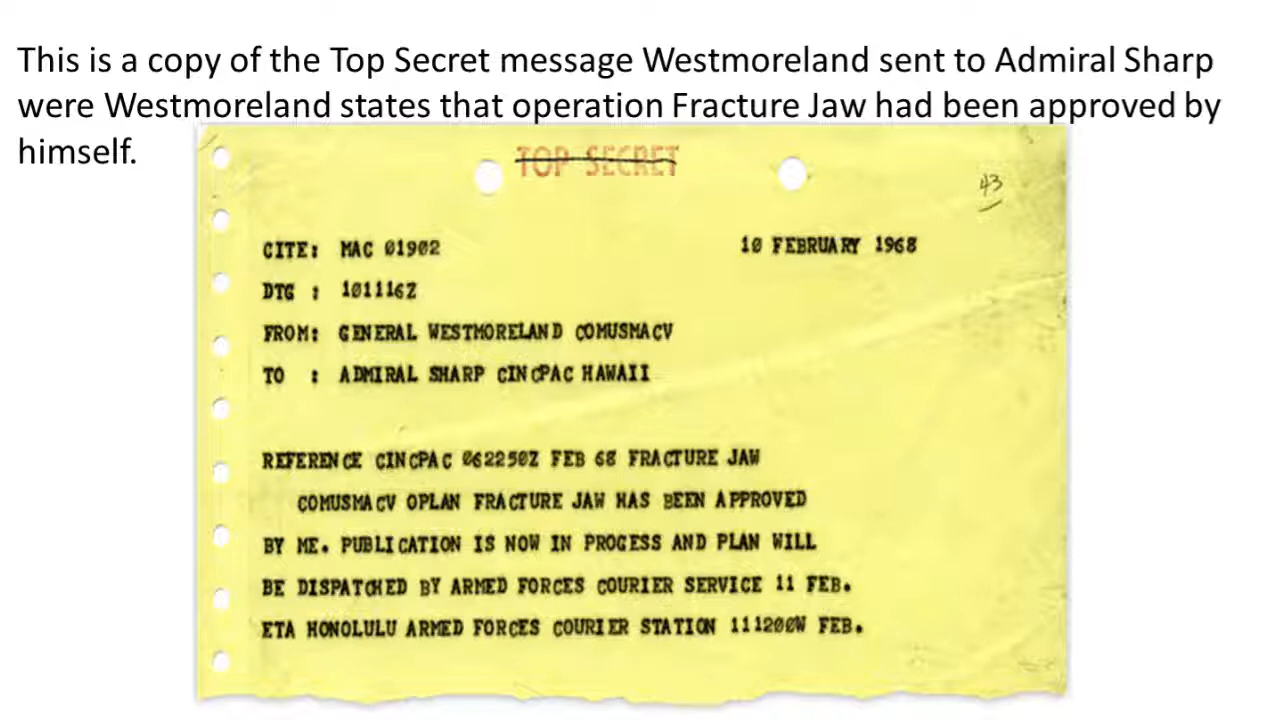 This is a copy of the Top Secret message Westmoreland sent to Admiral Sharp
were Westmoreland states that operation Fracture Jaw had been approved by
himself.
TOP SECRET
43
CITE: MAC 01902 10 FEBRUARY 1968
DTG : 101116Z
FROM: GENERAL WESTMORELAND COMUSMACV
TO : ADMIRAL SHARP CINCPAC HAWAII
REFERENCE CINCPAC 062250Z FEB 68 FRACTURE JAW
COMUSMACV OPLAN FRACTURE JAW HAS BEEN APPROVED
BY ME. PUBLICATION IS NOW IN PROCESS AND PLAN WILL
BE DISPATCHED BY ARMED FORCES COURIER SERVICE 11 FEB.
ETA HONOLULU ARMED FORCES COURIER STATION 111200W FEB.